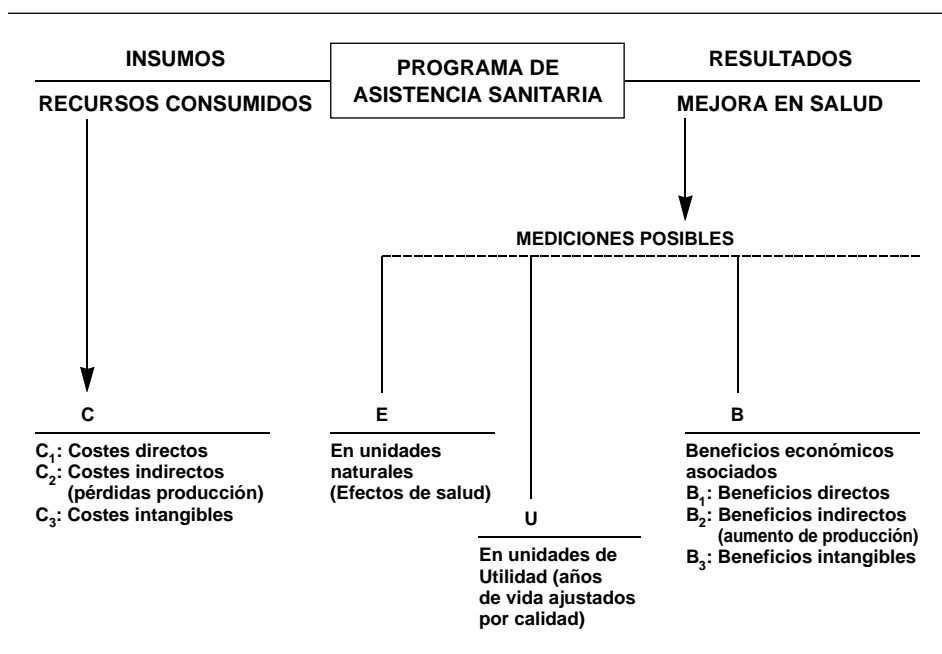 INSUMOS
RECURSOS CONSUMIDOS
PROGRAMA DE
ASISTENCIA SANITARIA
RESULTADOS
MEJORA EN SALUD
MEDICIONES POSIBLES
C
C1: Costes directos
C2: Costes indirectos
(pérdidas producción)
C3: Costes intangibles
E
En unidades
naturales
(Efectos de salud)
U
En unidades de
Utilidad (años
de vida ajustados
por calidad)
B
Beneficios económicos
asociados
B1: Beneficios directos
B2: Beneficios indirectos
(aumento de producción)
B3: Beneficios intangibles